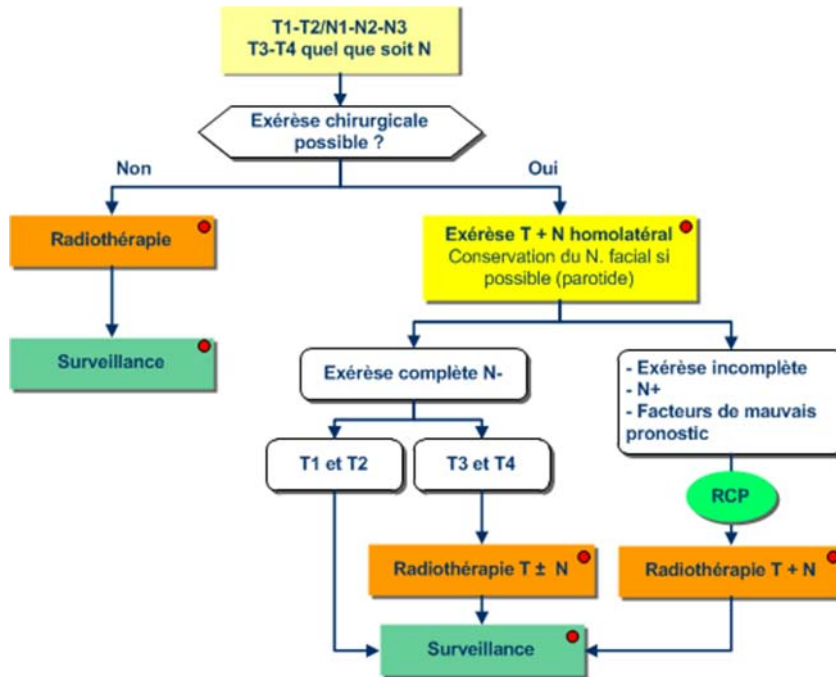 T1-T2/N1-N2-N3
T3-T4 quel que soit N
Exérèse chirurgicale
possible ?
Non
Oui
Radiothérapie
Exérèse T + N homolatéral
Conservation du N. facial si
possible (parotide)
Surveillance
Exérèse complète N-
- Exérèse incomplète
- N+
- Facteurs de mauvais
pronostic
T1 et T2
T3 et T4
RCP
Radiothérapie T ± N
Radiothérapie T + N
Surveillance